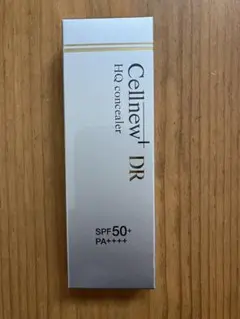 Cellnew+ DR
HQ concealer
SPF50+
PA++++